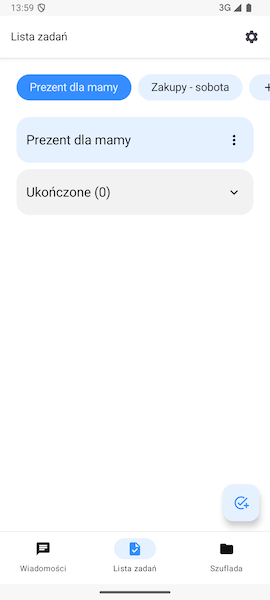 13:59 3G
Lista zadań
Prezent dla mamy Zakupy - sobota +
Prezent dla mamy
Ukończone (0)
Wiadomości Lista zadań Szuflada